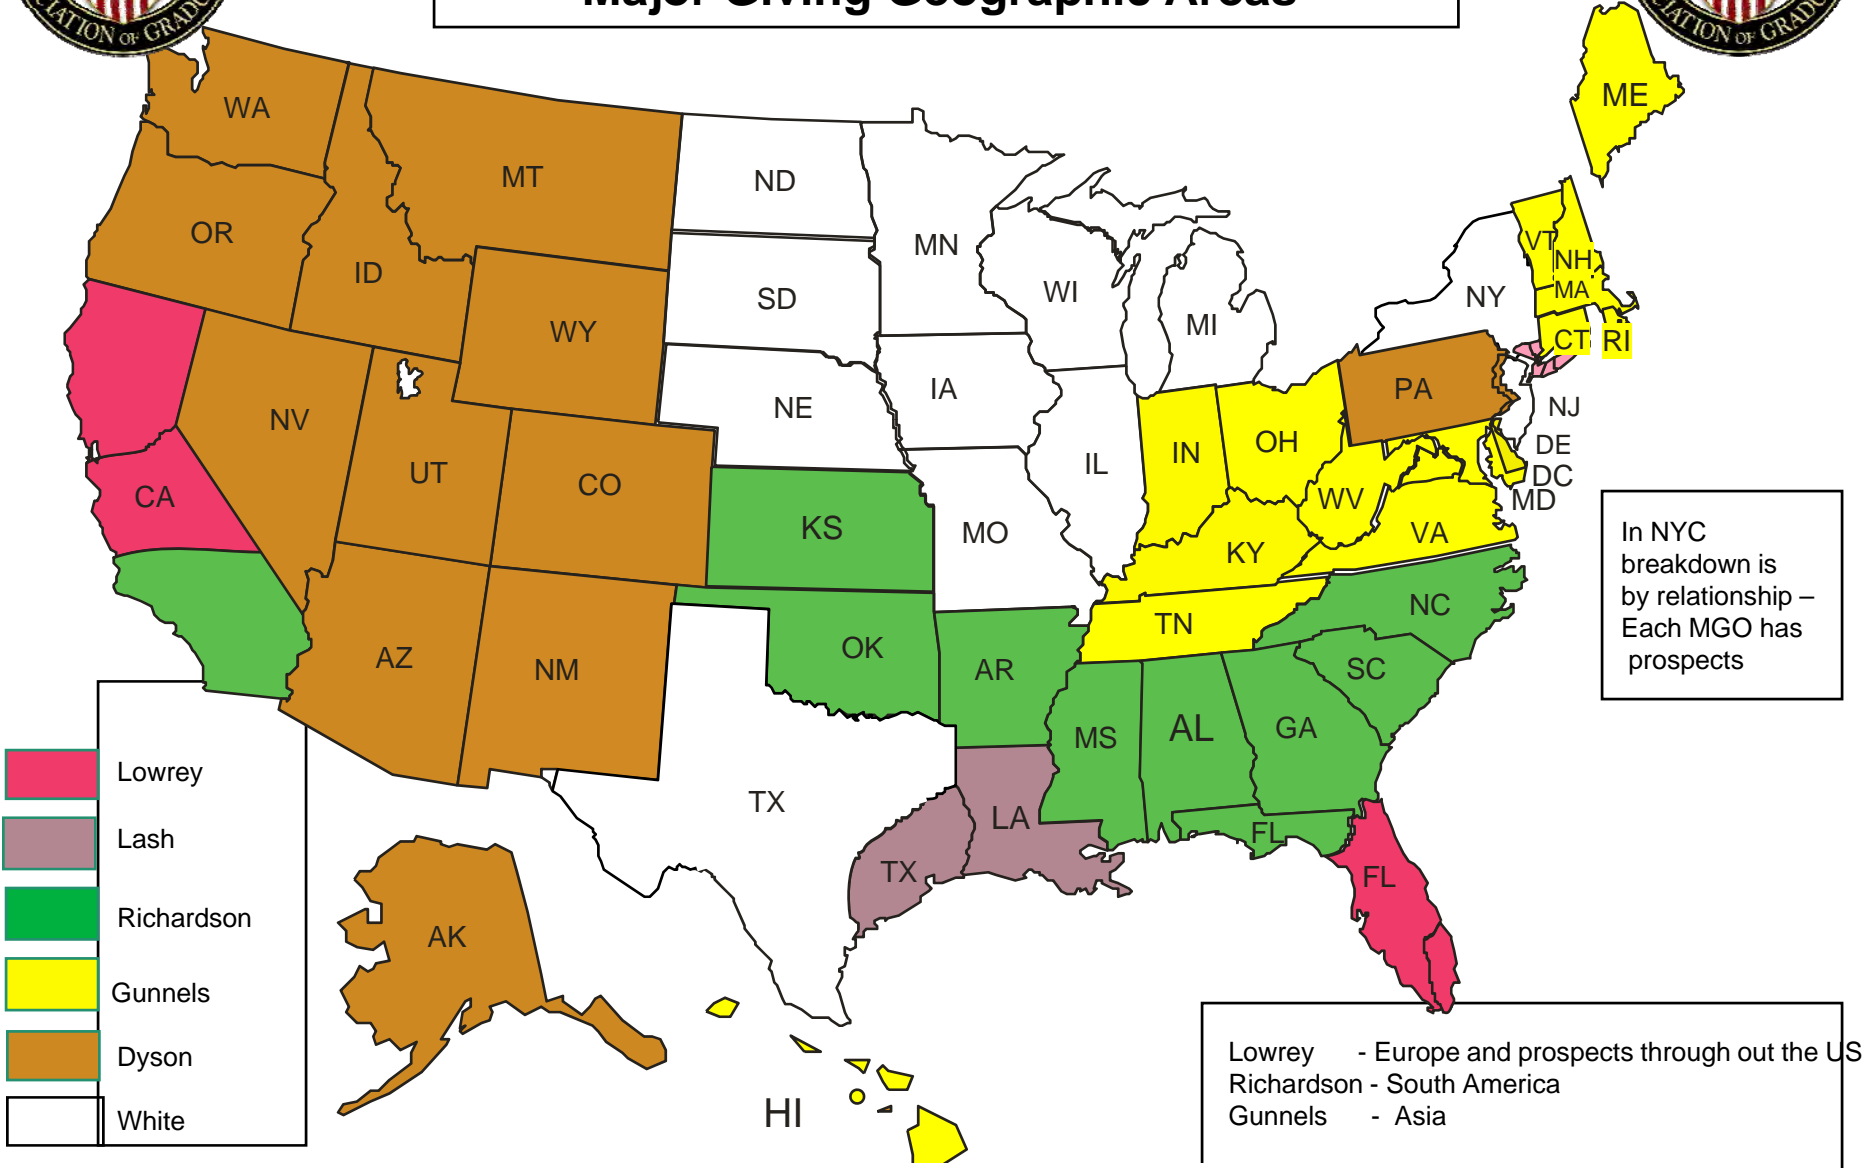 Major Giving Geographic Areas
ME
WA
MT
ND
OR
MN
VT
NH
ID
SD
WI
NY
MA
WY
MI
CT
RI
PA
NV
NE
IA
NJ
UT
CO
IN
OH
DE
IL
DC
CA
WV
MD
KS
MO
KY
VA
In NYC
breakdown is
by relationship –
Each MGO has
prospects
AZ
NM
OK
AR
TN
NC
SC
MS
AL
GA
TX
LA
FL
TX
FL
AK
HI
Lowrey
Lash
Richardson
Gunnels
Dyson
White
Lowrey - Europe and prospects through out the US
Richardson - South America
Gunnels - Asia